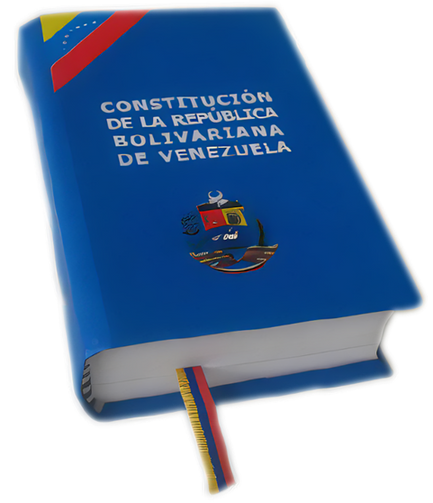 CONSTITUCIÓN
DE LA REPÚBLICA
BOLIVARIANA
DE VENEZUELA